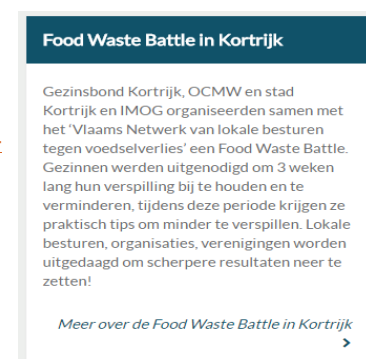 Food Waste Battle in Kortrijk
Gezinsbond Kortrijk, OCMW en stad
Kortrijk en IMOG organiseerden samen met
het ‘Vlaams Netwerk van lokale besturen
tegen voedselverlies’ een Food Waste Battle.
Gezinnen werden uitgenodigd om 3 weken
lang hun verspilling bij te houden en te
verminderen, tijdens deze periode krijgen ze
praktisch tips om minder te verspillen. Lokale
besturen, organisaties, verenigingen worden
uitgedaagd om scherpere resultaten neer te
zetten!
Meer over de Food Waste Battle in Kortrijk
>